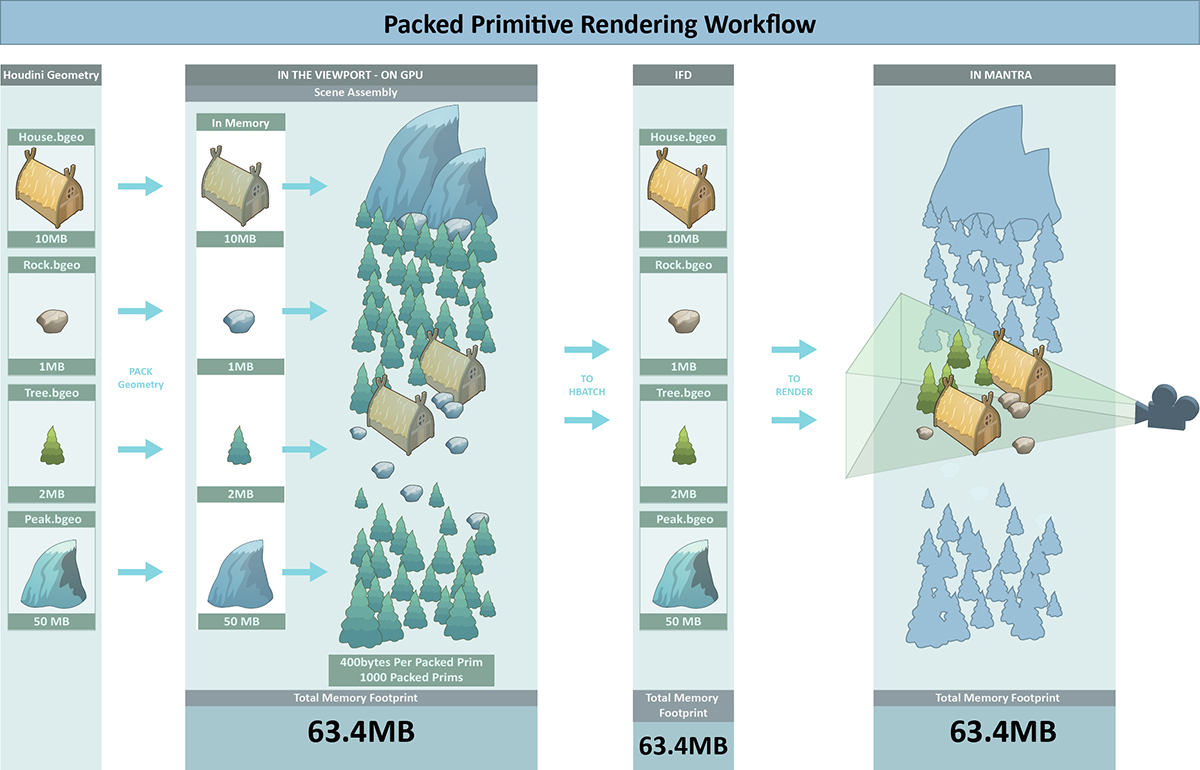 Packed Primitive Rendering Workflow
Houdini Geometry
House.bgeo
10MB
Rock.bgeo
1MB
Tree.bgeo
2MB
Peak.bgeo
50 MB
PACK
Geometry
IN THE VIEWPORT - ON GPU
Scene Assembly
In Memory
10MB
1MB
2MB
50 MB
400bytes Per Packed Prim
1000 Packed Prims
Total Memory Footprint
63.4MB
TO
HBATCH
IFD
House.bgeo
10MB
Rock.bgeo
1MB
Tree.bgeo
2MB
Peak.bgeo
50 MB
Total Memory
Footprint
63.4MB
TO
RENDER
IN MANTRA
Total Memory Footprint
63.4MB